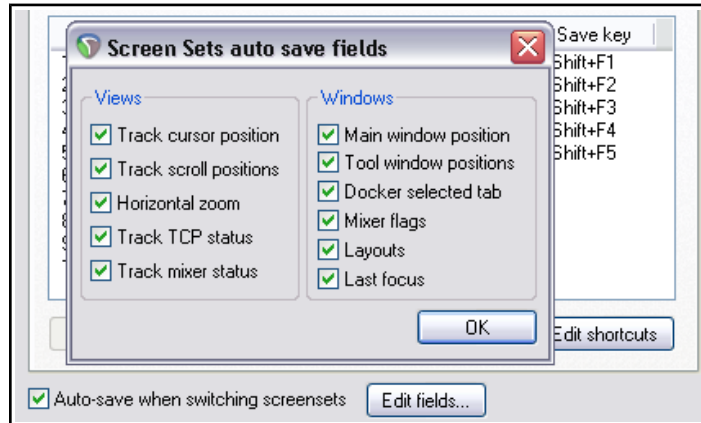 Save key
Screen Sets auto save fields
Shift+F1
Shift+F2
Shift+F3
Shift+F4
Shift+F5
Views
Track cursor position
Track scroll positions
Horizontal zoom
Track TCP status
Track mixer status
Windows
Main window position
Tool window positions
Docker selected tab
Mixer flags
Layouts
Last focus
OK
Edit shortcuts
Auto-save when switching screensets
Edit fields...